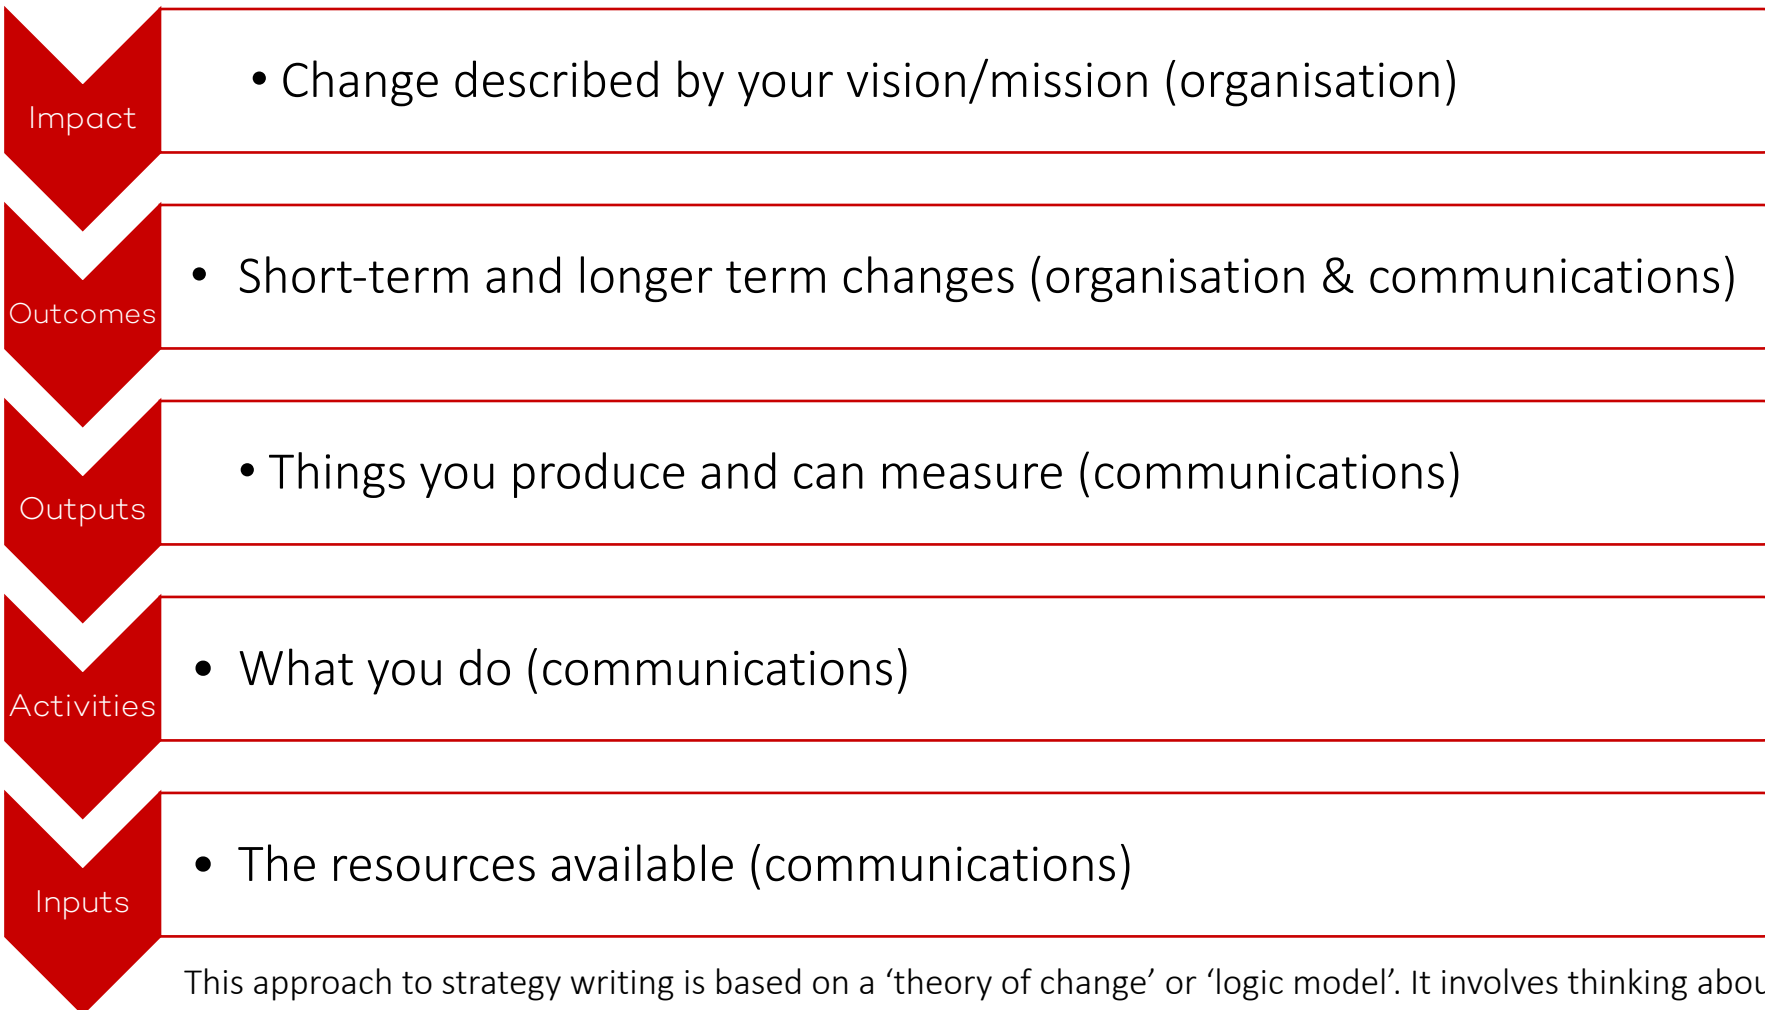 Impact
• Change described by your vision/mission (organisation)
Outcomes
• Short-term and longer term changes (organisation & communications)
Outputs
• Things you produce and can measure (communications)
Activities
• What you do (communications)
Inputs
• The resources available (communications)
This approach to strategy writing is based on a ‘theory of change’ or ‘logic model’. It involves thinking